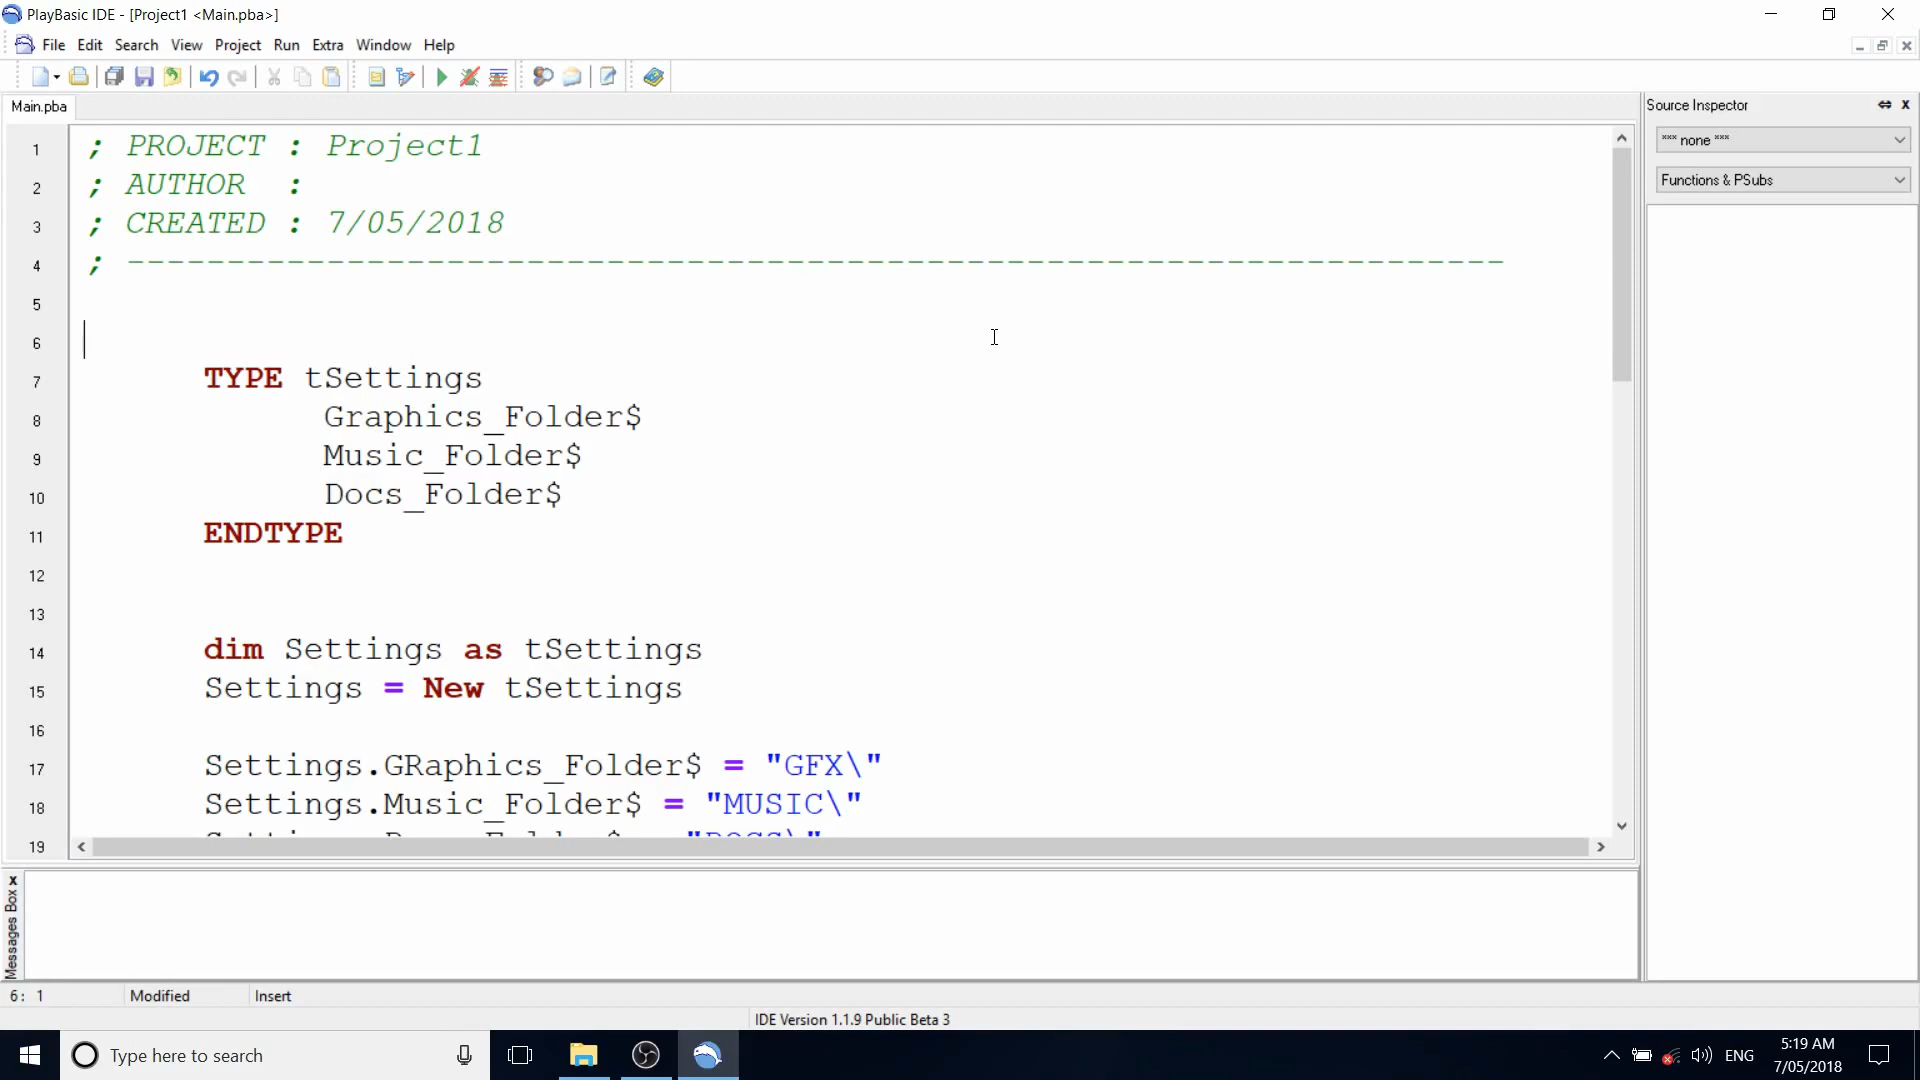 PlayBasic IDE - [Project1 <Main.pba>]
File Edit Search View Project Run Extra Window Help
Main.pba
Source Inspector
*** none ***
Functions & PSubs
1 ; PROJECT : Project1
2 ; AUTHOR :
3 ; CREATED : 7/05/2018
4 ; ---------------------------------------------------------------------
5
6
7 TYPE tSettings
8 Graphics_Folder$
9 Music_Folder$
10 Docs_Folder$
11 ENDTYPE
12
13
14 dim Settings as tSettings
15 Settings = New tSettings
16
17 Settings.GRaphics_Folder$ = "GFX\"
18 Settings.Music_Folder$ = "MUSIC\"
19
Messages Box
6: 1 Modified Insert
IDE Version 1.1.9 Public Beta 3
Type here to search
ENG
5:19 AM
7/05/2018